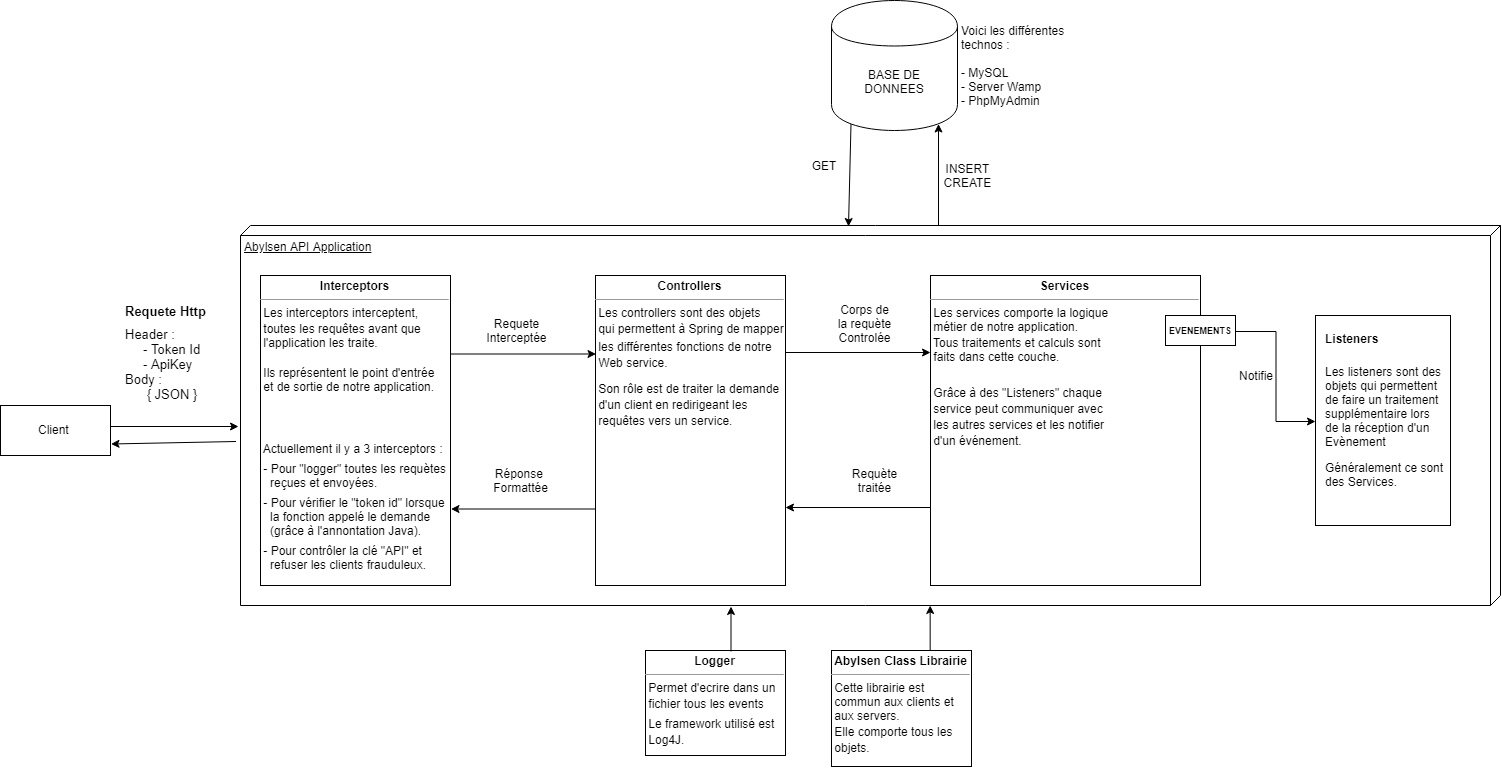 BASE DE
DONNEES
Voici les différentes
technos :
- MySQL
- Server Wamp
- PhpMyAdmin
GET
INSERT
CREATE
Abylsen API Application
Requete Http
Header :
- Token Id
- ApiKey
Body :
{ JSON }
Client
Interceptors
Les interceptors interceptent,
toutes les requêtes avant que
l'application les traite.
Ils représentent le point d'entrée
et de sortie de notre application.
Actuellement il y a 3 interceptors :
- Pour "logger" toutes les requètes
reçues et envoyées.
- Pour vérifier le "token id" lorsque
la fonction appelé le demande
(grâce à l'annontation Java).
- Pour contrôler la clé "API" et
refuser les clients frauduleux.
Requete
Interceptée
Réponse
Formattée
Controllers
Les controllers sont des objets
qui permettent à Spring de mapper
les différentes fonctions de notre
Web service.
Son rôle est de traiter la demande
d'un client en redirigeant les
requêtes vers un service.
Corps de
la requète
Controlée
Requète
traitée
Services
Les services comporte la logique
métier de notre application.
Tous traitements et calculs sont
faits dans cette couche.
Grâce à des "Listeners" chaque
service peut communiquer avec
les autres services et les notifier
d'un événement.
EVENEMENTS
Notifie
Listeners
Les listeners sont des
objets qui permettent
de faire un traitement
supplémentaire lors
de la réception d'un
Evènement
Généralement ce sont
des Services.
Logger
Permet d'ecrire dans un
fichier tous les events
Le framework utilisé est
Log4J.
Abylsen Class Librairie
Cette librairie est
commun aux clients et
aux servers.
Elle comporte tous les
objets.